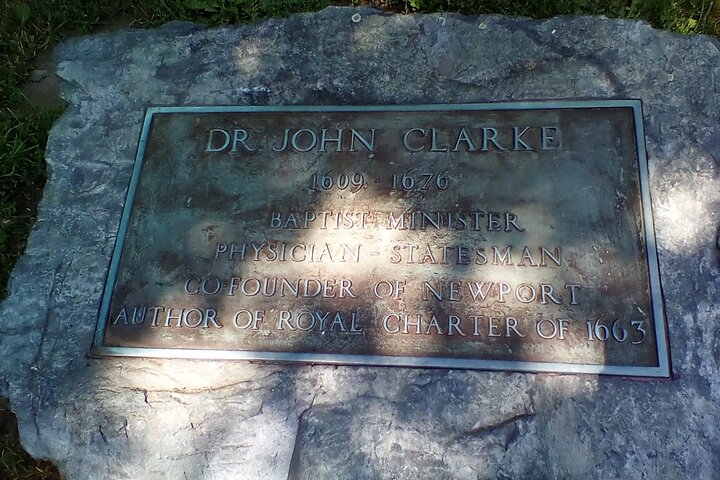 DR. JOHN CLARKE
1609 - 1676
BAPTIST MINISTER
PHYSICIAN - STATESMAN
CO-FOUNDER OF NEWPORT
AUTHOR OF ROYAL CHARTER OF 1663